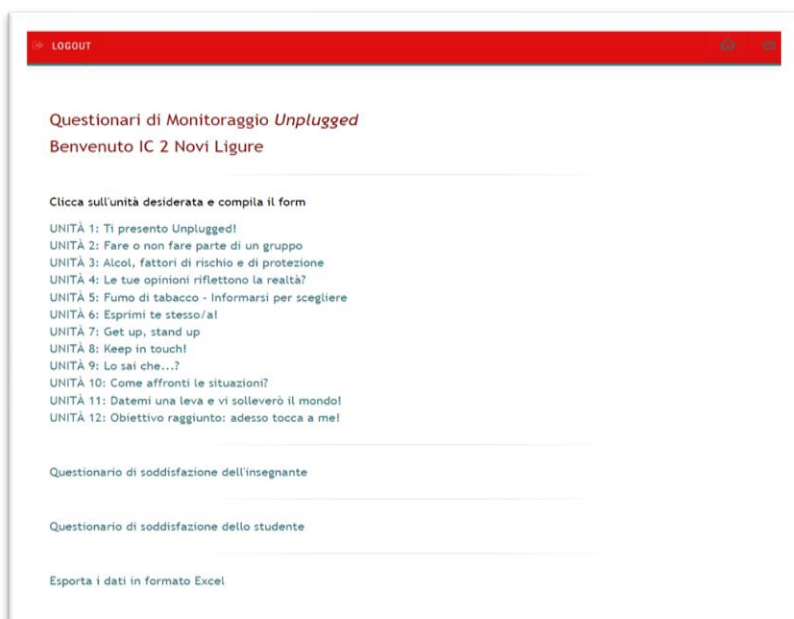 LOGOUT
Questionari di Monitoraggio Unplugged
Benvenuto IC 2 Novi Ligure
Clicca sull'unità desiderata e compila il form
UNITÀ 1: Ti presento Unplugged!
UNITÀ 2: Fare o non fare parte di un gruppo
UNITÀ 3: Alcol, fattori di rischio e di protezione
UNITÀ 4: Le tue opinioni riflettono la realtà?
UNITÀ 5: Fumo di tabacco - Informarsi per scegliere
UNITÀ 6: Esprimi te stesso/a!
UNITÀ 7: Get up, stand up
UNITÀ 8: Keep in touch!
UNITÀ 9: Lo sai che...?
UNITÀ 10: Come affronti le situazioni?
UNITÀ 11: Datemi una leva e vi solleverò il mondo!
UNITÀ 12: Obiettivo raggiunto: adesso tocca a me!
Questionario di soddisfazione dell'insegnante
Questionario di soddisfazione dello studente
Esporta i dati in formato Excel